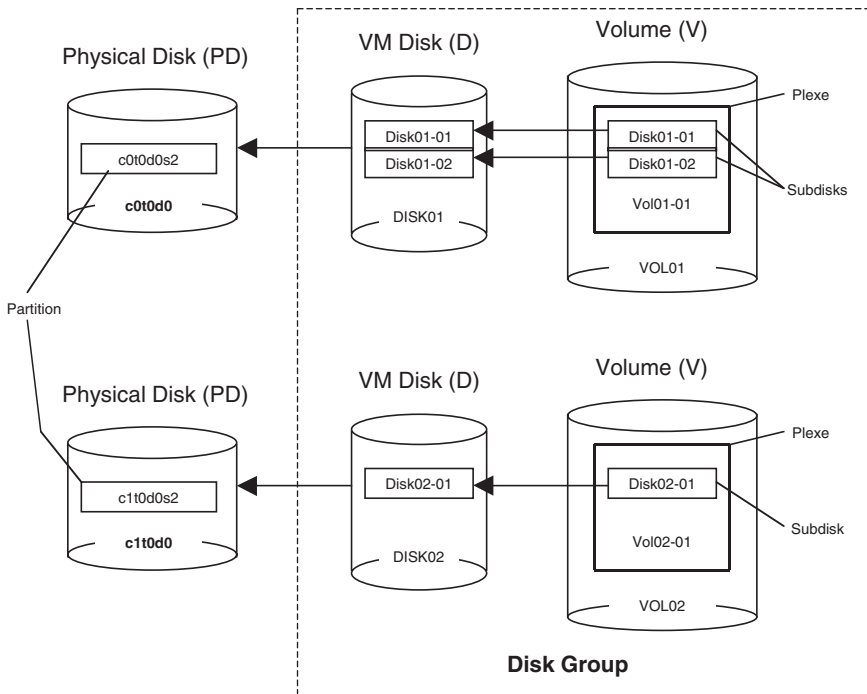 Physical Disk (PD)
VM Disk (D)
Volume (V)
c0t0d0s2
c0t0d0
Disk01-01
Disk01-02
DISK01
Disk01-01
Disk01-02
Vol01-01
VOL01
Plexe
Subdisks
Partition
Physical Disk (PD)
VM Disk (D)
Volume (V)
c1t0d0s2
c1t0d0
Disk02-01
DISK02
Disk02-01
Vol02-01
VOL02
Plexe
Subdisk
Disk Group